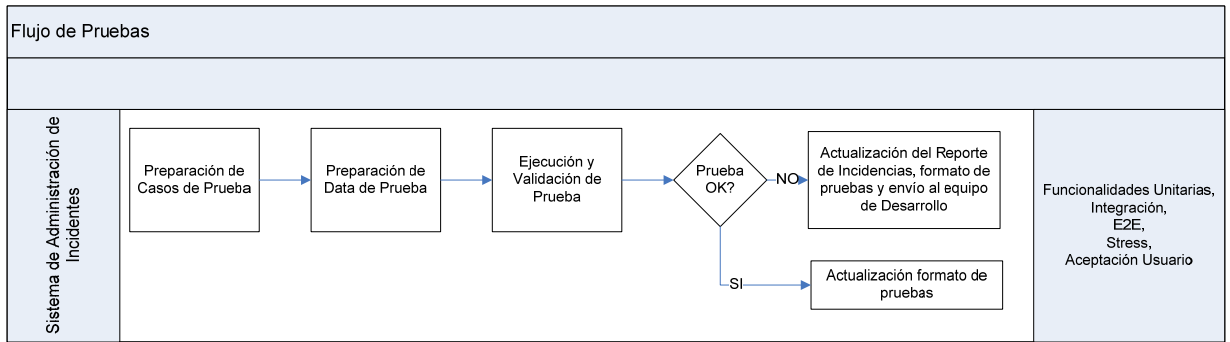 Flujo de Pruebas
Sistema de Administración de
Incidentes
Preparación de
Casos de Prueba
Preparación de
Data de Prueba
Ejecución y
Validación de
Prueba
Prueba
OK?
NO
Actualización del Reporte
de Incidencias, formato de
pruebas y envío al equipo
de Desarrollo
SI
Actualización formato de
pruebas
Funcionalidades Unitarias,
Integración,
E2E,
Stress,
Aceptación Usuario